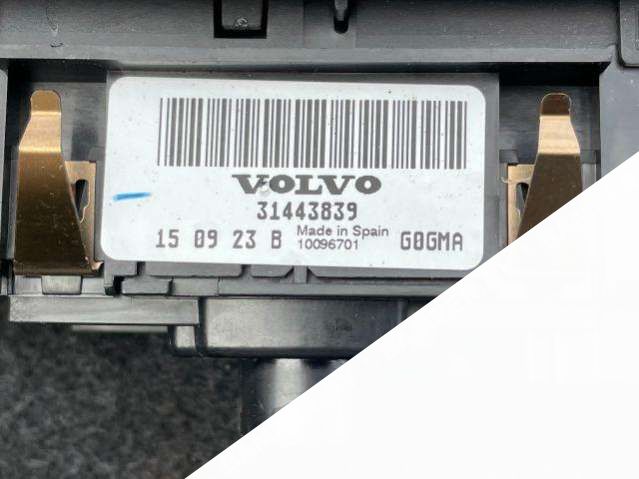 VOLVO
31443839
15 09 23 B Made in Spain G0GMA
10096701